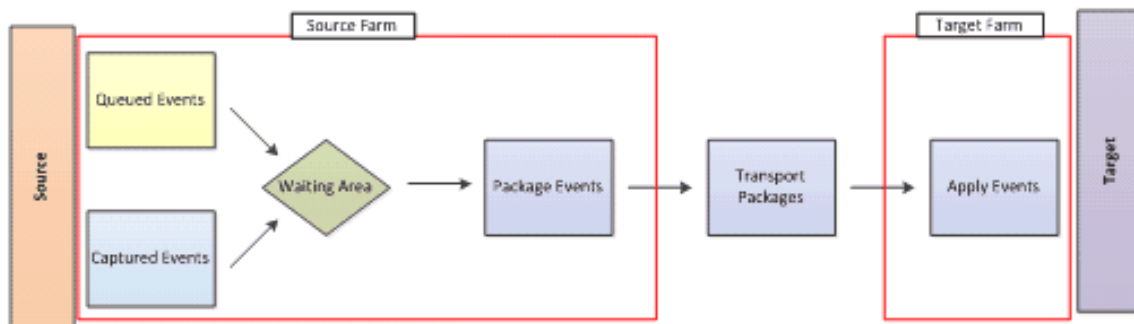 Source Farm
Target Farm
Source
Queued Events
Waiting Area
Package Events
Transport
Packages
Apply Events
Captured Events
Target